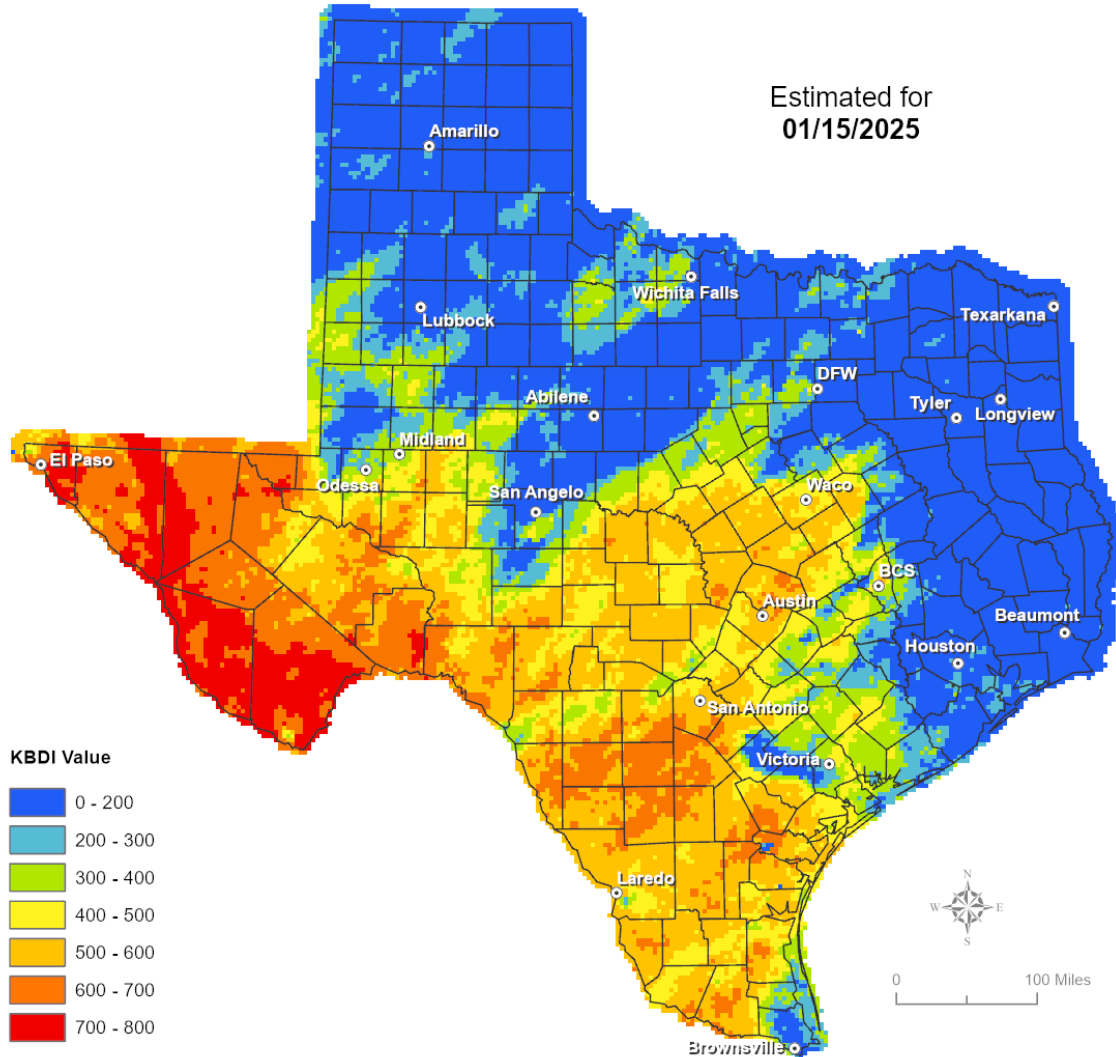 Estimated for
01/15/2025
Amarillo
Wichita Falls
Lubbock
Texarkana
DFW
Abilene
Tyler
Longview
Midland
El Paso
Odessa
San Angelo
Waco
BCS
Austin
Beaumont
Houston
San Antonio
Victoria
KBDI Value
0 - 200
200 - 300
300 - 400
400 - 500
500 - 600
600 - 700
700 - 800
Laredo
N
W
E
S
0
100 Miles
Brownsville